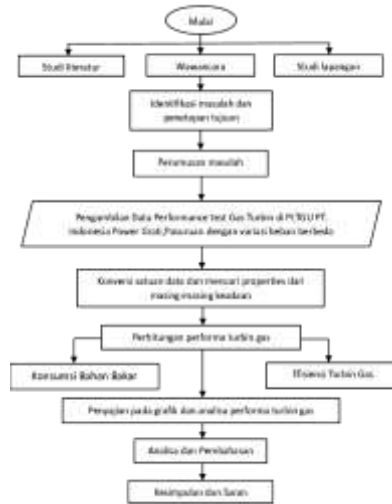 Mulai
Studi literatur
Wawancara
Studi lapangan
Identifikasi masalah dan
penetapan tujuan
Perumusan masalah
Pengambilan Data Performance test Gas Turbin di PLTGU PT.
Indonesia Power Grati,Pasuruan dengan variasi beban berbeda
Konversi satuan data dan mencari properties dari
masing-masing keadaan
Perhitungan performa turbin gas
Konsumsi Bahan Bakar
Efisiensi Turbin Gas
Penyajian pada grafik dan analisa performa turbin gas
Analisa dan Pembahasan
Kesimpulan dan Saran